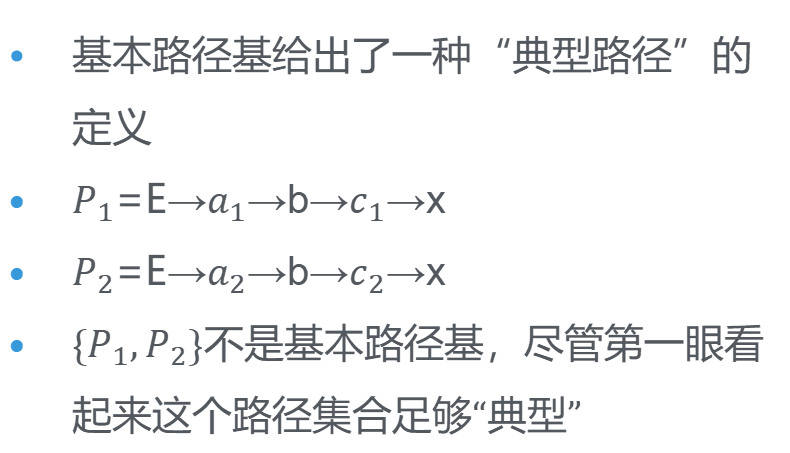 • 基本路径基给出了一种“典型路径”的
定义
• 𝑃₁=E→𝑎₁→b→𝑐₁→x
• 𝑃₂=E→𝑎₂→b→𝑐₂→x
• {𝑃₁, 𝑃₂}不是基本路径基，尽管第一眼看
起来这个路径集合足够“典型”